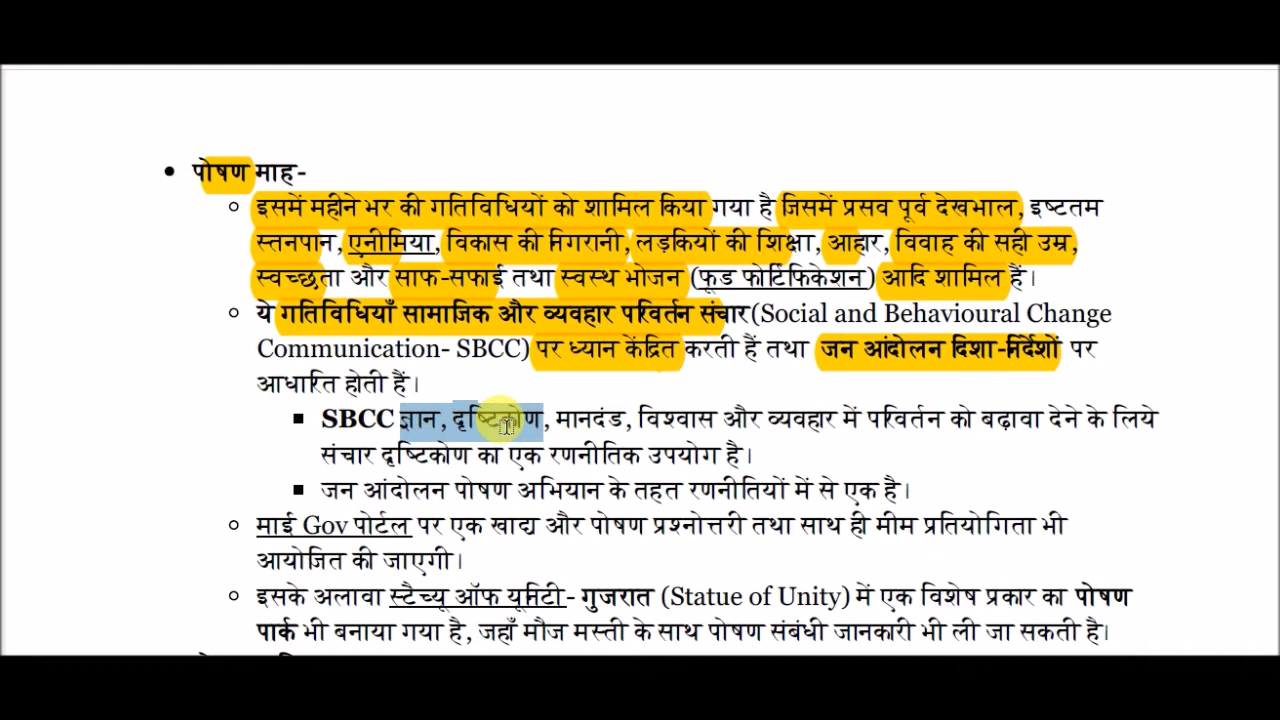 • पोषण माह-
○ इसमें महीने भर की गतिविधियों को शामिल किया गया है जिसमें प्रसव पूर्व देखभाल, इष्टतम
स्तनपान, एनीमिया, विकास की निगरानी, लड़कियों की शिक्षा, आहार, विवाह की सही उम्र,
स्वच्छता और साफ-सफाई तथा स्वस्थ भोजन (फूड फोर्टिफिकेशन) आदि शामिल हैं।
○ ये गतिविधियाँ सामाजिक और व्यवहार परिवर्तन संचार(Social and Behavioural Change
Communication- SBCC) पर ध्यान केंद्रित करती हैं तथा जन आंदोलन दिशा-निर्देशों पर
आधारित होती हैं।
▪ SBCC ज्ञान, दृष्टिकोण, मानदंड, विश्वास और व्यवहार में परिवर्तन को बढ़ावा देने के लिये
संचार दृष्टिकोण का एक रणनीतिक उपयोग है।
▪ जन आंदोलन पोषण अभियान के तहत रणनीतियों में से एक है।
○ माई Gov पोर्टल पर एक खाद्य और पोषण प्रश्नोत्तरी तथा साथ ही मीम प्रतियोगिता भी
आयोजित की जाएगी।
○ इसके अलावा स्टैच्यू ऑफ यूनिटी- गुजरात (Statue of Unity) में एक विशेष प्रकार का पोषण
पार्क भी बनाया गया है, जहाँ मौज मस्ती के साथ पोषण संबंधी जानकारी भी ली जा सकती है।